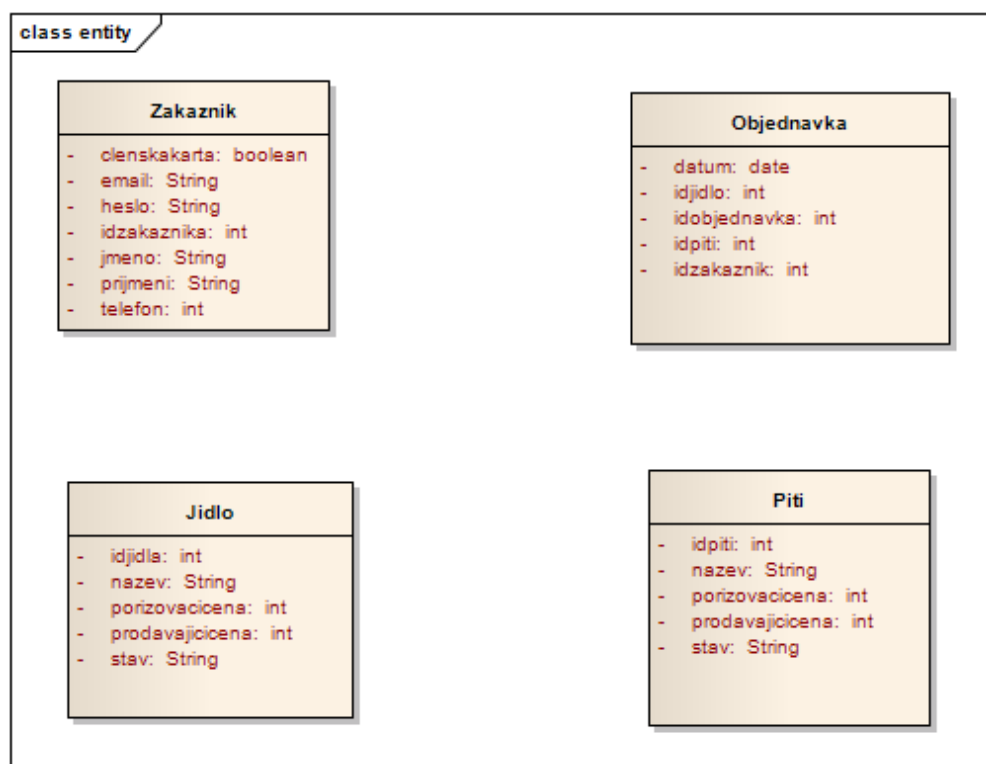 class entity
Zakaznik
- clenskakarta: boolean
- email: String
- heslo: String
- idzakaznika: int
- jmeno: String
- prijmeni: String
- telefon: int
Objednavka
- datum: date
- idjidlo: int
- idobjednavka: int
- idpiti: int
- idzakaznik: int
Jidlo
- idjidla: int
- nazev: String
- porizovacicena: int
- prodavajicicena: int
- stav: String
Piti
- idpiti: int
- nazev: String
- porizovacicena: int
- prodavajicicena: int
- stav: String